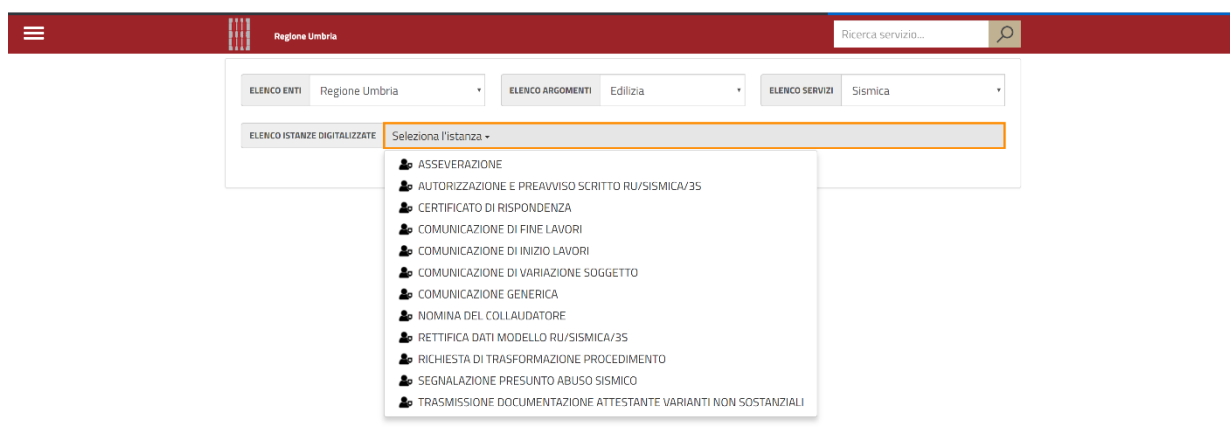 Regione Umbria
Ricerca servizio...
ELENCO ENTI Regione Umbria ELENCO ARGOMENTI Edilizia ELENCO SERVIZI Sismica
ELENCO ISTANZE DIGITALIZZATE Seleziona l'istanza
ASSEVERAZIONE
AUTORIZZAZIONE E PREAVVISO SCRITTO RU/SISMICA/3S
CERTIFICATO DI RISPONDENZA
COMUNICAZIONE DI FINE LAVORI
COMUNICAZIONE DI INIZIO LAVORI
COMUNICAZIONE DI VARIAZIONE SOGGETTO
COMUNICAZIONE GENERICA
NOMINA DEL COLLAUDATORE
RETTIFICA DATI MODELLO RU/SISMICA/3S
RICHIESTA DI TRASFORMAZIONE PROCEDIMENTO
SEGNALAZIONE PRESUNTO ABUSO SISMICO
TRASMISSIONE DOCUMENTAZIONE ATTESTANTE VARIANTI NON SOSTANZIALI